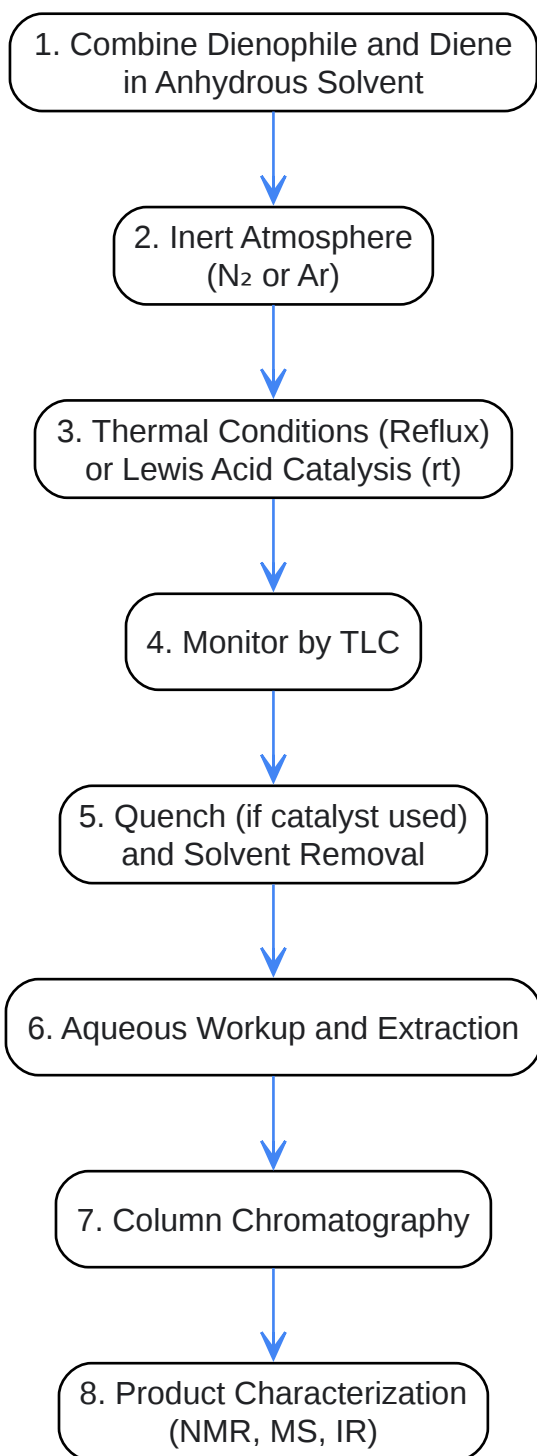 1. Combine Dienophile and Diene
in Anhydrous Solvent
2. Inert Atmosphere
(N₂ or Ar)
3. Thermal Conditions (Reflux)
or Lewis Acid Catalysis (rt)
4. Monitor by TLC
5. Quench (if catalyst used)
and Solvent Removal
6. Aqueous Workup and Extraction
7. Column Chromatography
8. Product Characterization
(NMR, MS, IR)